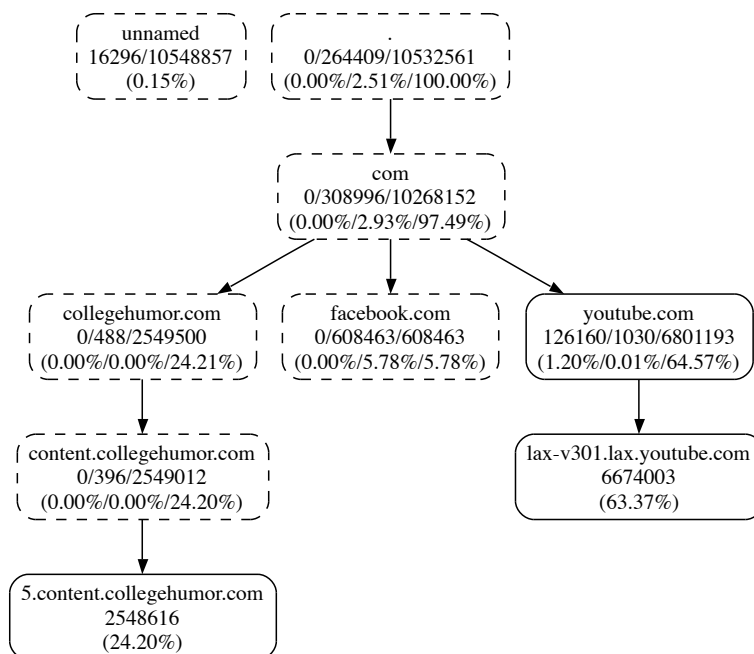 unnamed
16296/10548857
(0.15%)
.
0/264409/10532561
(0.00%/2.51%/100.00%)
com
0/308996/10268152
(0.00%/2.93%/97.49%)
collegehumor.com
0/488/2549500
(0.00%/0.00%/24.21%)
facebook.com
0/608463/608463
(0.00%/5.78%/5.78%)
youtube.com
126160/1030/6801193
(1.20%/0.01%/64.57%)
content.collegehumor.com
0/396/2549012
(0.00%/0.00%/24.20%)
lax-v301.lax.youtube.com
6674003
(63.37%)
5.content.collegehumor.com
2548616
(24.20%)